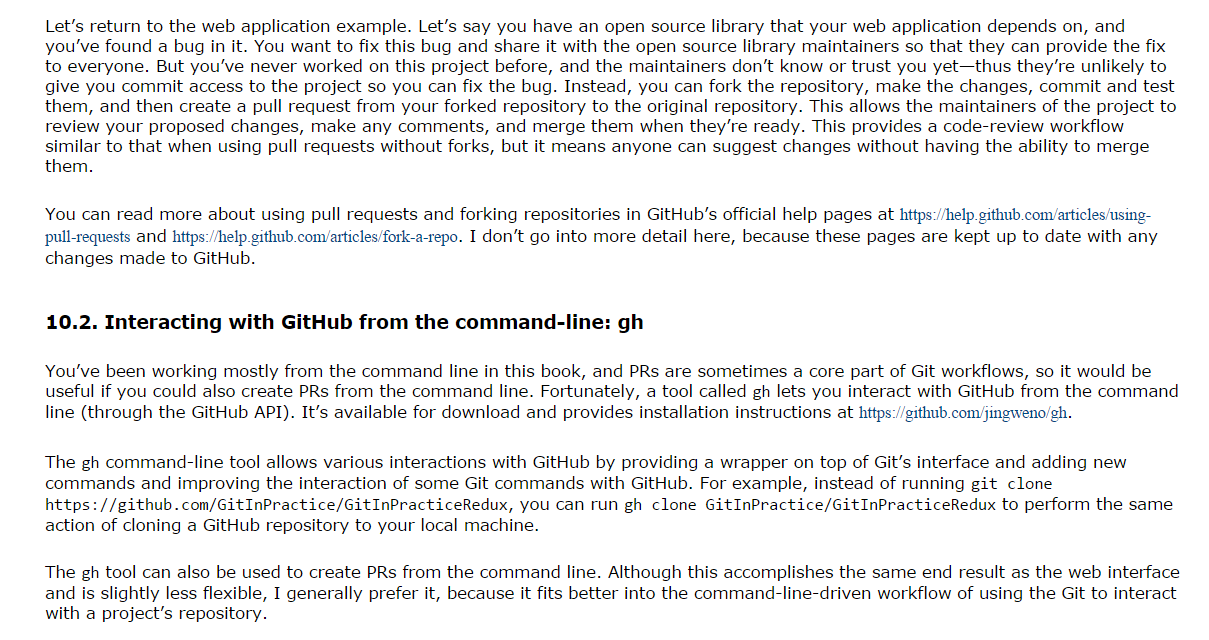 Let’s return to the web application example. Let’s say you have an open source library that your web application depends on, and
you’ve found a bug in it. You want to fix this bug and share it with the open source library maintainers so that they can provide the fix
to everyone. But you’ve never worked on this project before, and the maintainers don’t know or trust you yet—thus they’re unlikely to
give you commit access to the project so you can fix the bug. Instead, you can fork the repository, make the changes, commit and test
them, and then create a pull request from your forked repository to the original repository. This allows the maintainers of the project to
review your proposed changes, make any comments, and merge them when they’re ready. This provides a code-review workflow
similar to that when using pull requests without forks, but it means anyone can suggest changes without having the ability to merge
them.
You can read more about using pull requests and forking repositories in GitHub’s official help pages at https://help.github.com/articles/using-
pull-requests and https://help.github.com/articles/fork-a-repo. I don’t go into more detail here, because these pages are kept up to date with any
changes made to GitHub.
10.2. Interacting with GitHub from the command-line: gh
You’ve been working mostly from the command line in this book, and PRs are sometimes a core part of Git workflows, so it would be
useful if you could also create PRs from the command line. Fortunately, a tool called gh lets you interact with GitHub from the command
line (through the GitHub API). It’s available for download and provides installation instructions at https://github.com/jingweno/gh.
The gh command-line tool allows various interactions with GitHub by providing a wrapper on top of Git’s interface and adding new
commands and improving the interaction of some Git commands with GitHub. For example, instead of running git clone
https://github.com/GitInPractice/GitInPracticeRedux, you can run gh clone GitInPractice/GitInPracticeRedux to perform the same
action of cloning a GitHub repository to your local machine.
The gh tool can also be used to create PRs from the command line. Although this accomplishes the same end result as the web interface
and is slightly less flexible, I generally prefer it, because it fits better into the command-line-driven workflow of using the Git to interact
with a project’s repository.